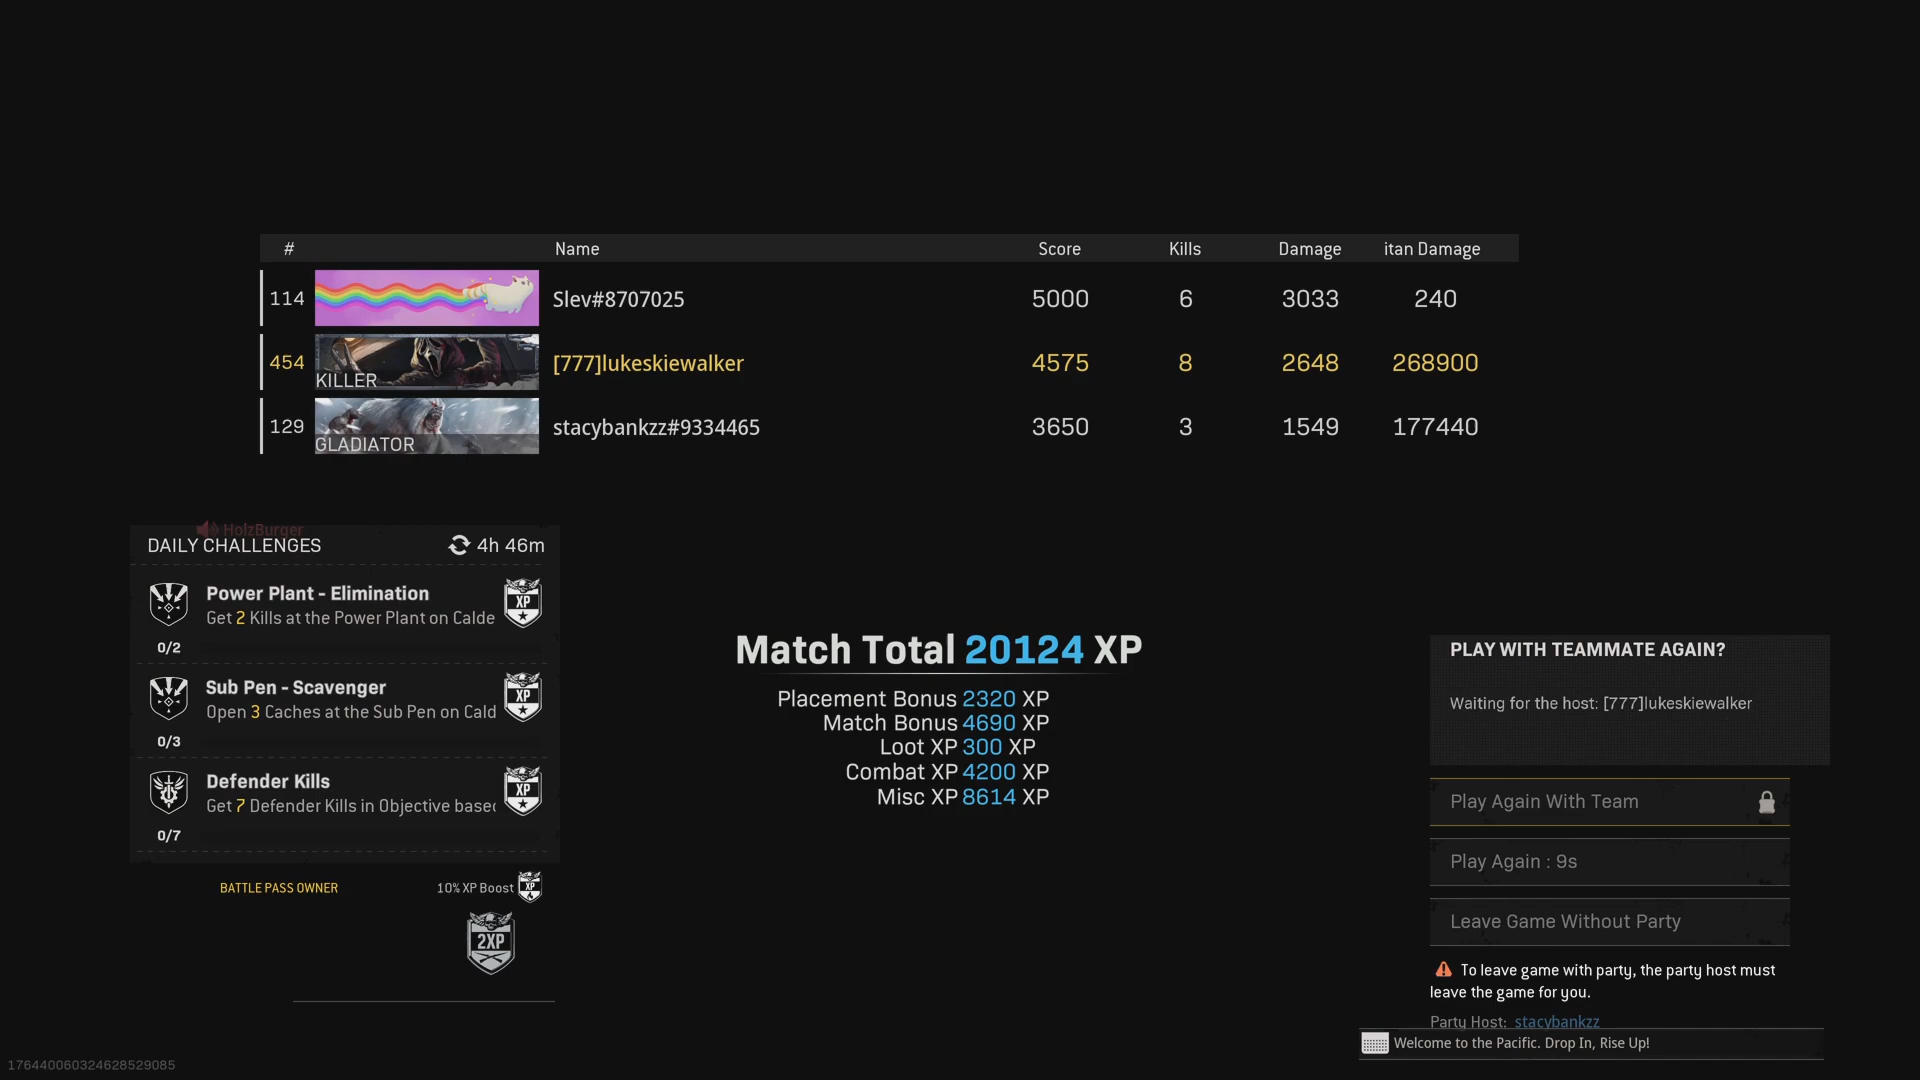 # Name Score Kills Damage itan Damage
114 Slev#8707025 5000 6 3033 240
454 KILLER [777]lukeskiewalker 4575 8 2648 268900
129 GLADIATOR stacybankzz#9334465 3650 3 1549 177440
HolzBurger
DAILY CHALLENGES 4h 46m
Power Plant - Elimination
Get 2 Kills at the Power Plant on Calde
XP
0/2
Sub Pen - Scavenger
Open 3 Caches at the Sub Pen on Cald
XP
0/3
Defender Kills
Get 7 Defender Kills in Objective based
XP
0/7
BATTLE PASS OWNER 10% XP Boost XP
2XP
Match Total 20124 XP
Placement Bonus 2320 XP
Match Bonus 4690 XP
Loot XP 300 XP
Combat XP 4200 XP
Misc XP 8614 XP
PLAY WITH TEAMMATE AGAIN?
Waiting for the host: [777]lukeskiewalker
Play Again With Team
Play Again : 9s
Leave Game Without Party
To leave game with party, the party host must
leave the game for you.
Party Host: stacybankzz
Welcome to the Pacific. Drop In, Rise Up!
176440060324628529085